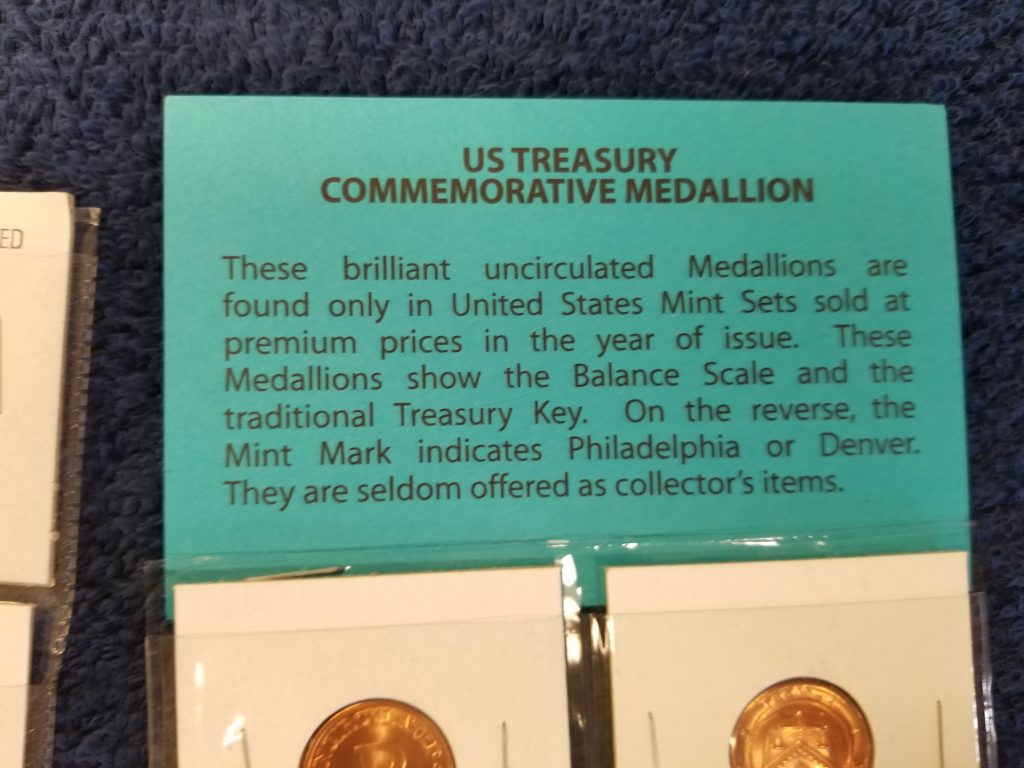 ED
US TREASURY
COMMEMORATIVE MEDALLION
These brilliant uncirculated Medallions are
found only in United States Mint Sets sold at
premium prices in the year of issue. These
Medallions show the Balance Scale and the
traditional Treasury Key. On the reverse, the
Mint Mark indicates Philadelphia or Denver.
They are seldom offered as collector's items.